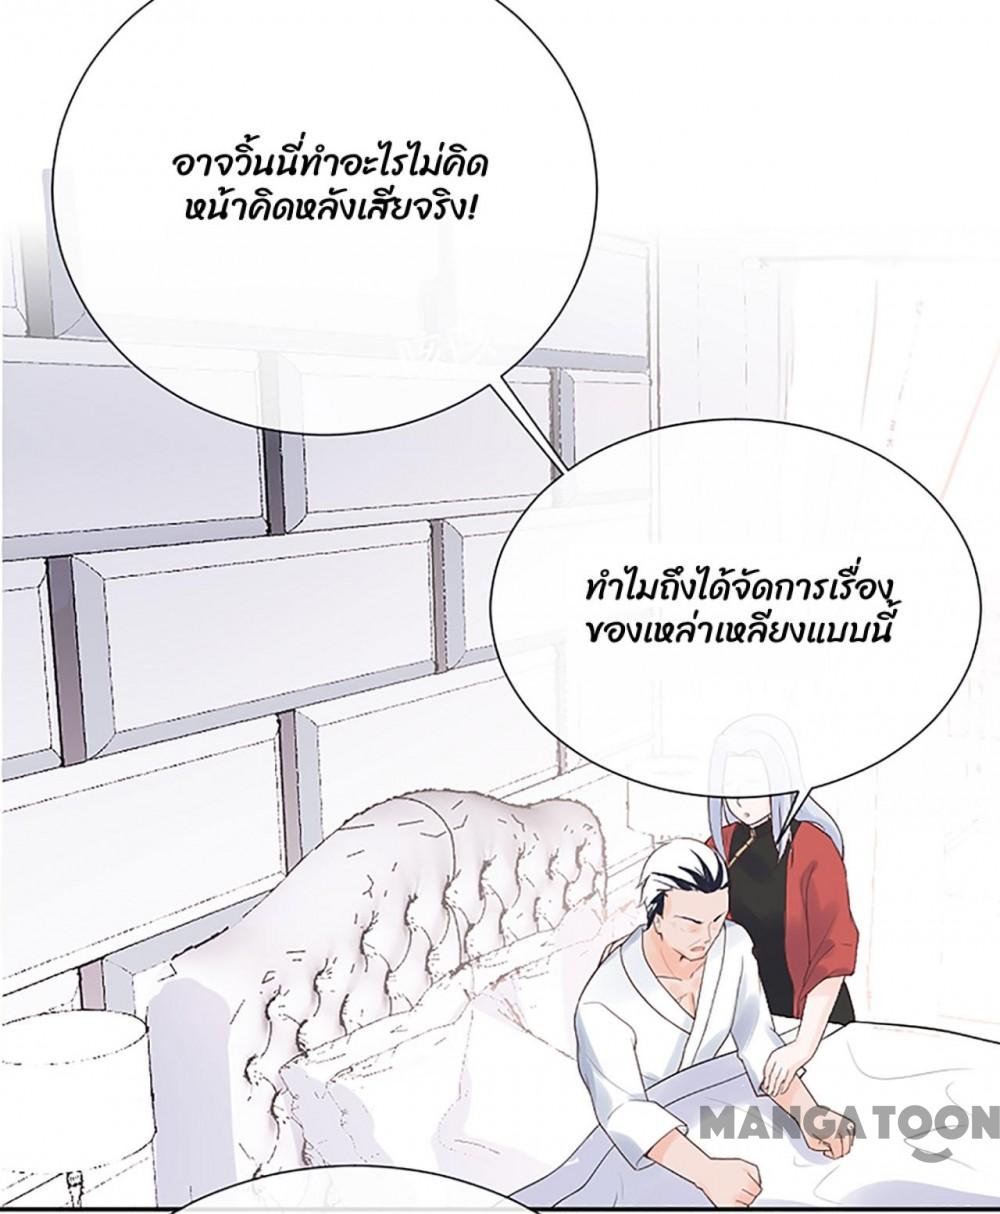 อาจวิ้นนี่ทำอะไรไม่คิด
หน้าคิดหลังเสียจริง!
ทำไมถึงได้จัดการเรื่อง
ของเหล่าเหลียงแบบนี้
MANGATOON